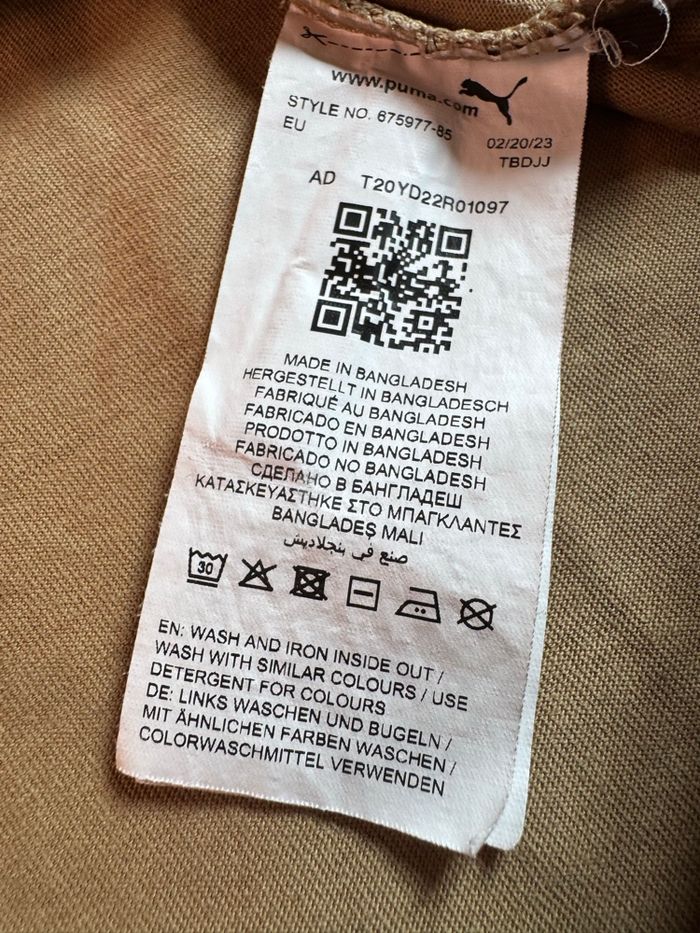 www.puma.com
STYLE NO. 675977-85
EU
02/20/23
TBDJJ
AD T20YD22R01097
MADE IN BANGLADESH
HERGESTELLT IN BANGLADESCH
FABRIQUÉ AU BANGLADESH
FABRICADO EN BANGLADESH
PRODOTTO IN BANGLADESH
FABRICADO NO BANGLADESH
СДЕЛАНО В БАНГЛАДЕШ
ΚΑΤΑΣΚΕΥΑΣΤΗΚΕ ΣΤΟ ΜΠΑΓΚΛΑΝΤΕΣ
BANGLADEŞ MALI
صنع في بنجلاديش
30
EN: WASH AND IRON INSIDE OUT /
WASH WITH SIMILAR COLOURS / USE
DETERGENT FOR COLOURS
DE: LINKS WASCHEN UND BUGELN /
MIT ÄHNLICHEN FARBEN WASCHEN /
COLORWASCHMITTEL VERWENDEN